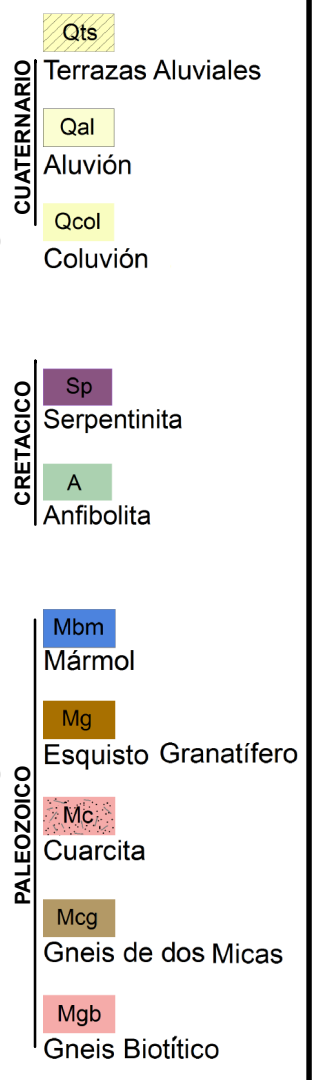 CUATERNARIO
Qts
Terrazas Aluviales
Qal
Aluvión
Qcol
Coluvión
CRETACICO
Sp
Serpentinita
A
Anfibolita
PALEOZOICO
Mbm
Mármol
Mg
Esquisto Granatífero
Mc
Cuarcita
Mcg
Gneis de dos Micas
Mgb
Gneis Biotítico